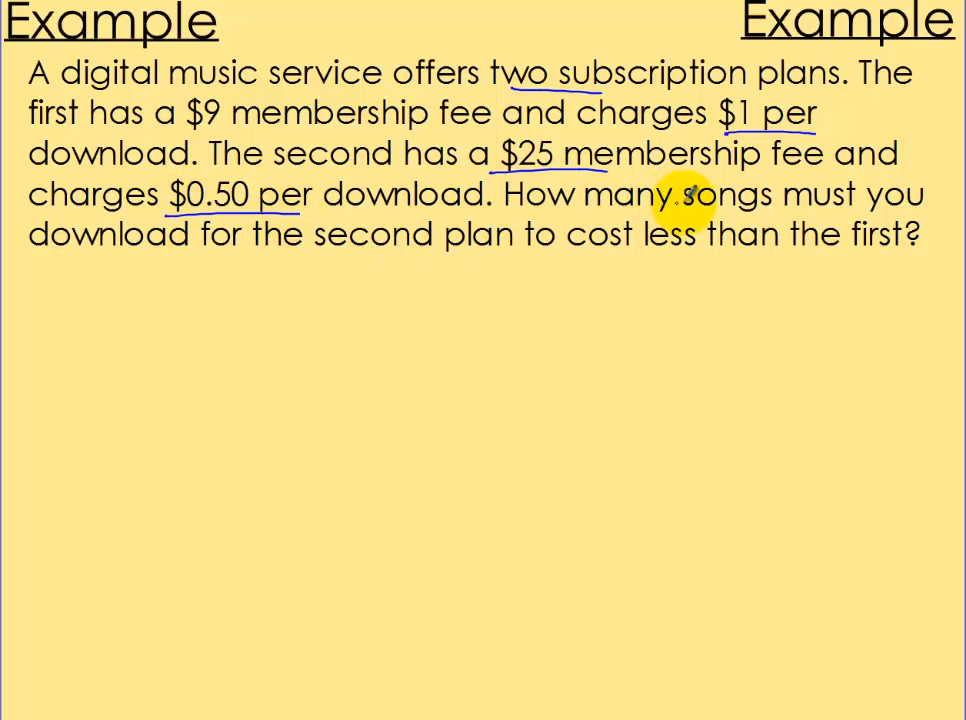 Example Example
A digital music service offers two subscription plans. The
first has a $9 membership fee and charges $1 per
download. The second has a $25 membership fee and
charges $0.50 per download. How many songs must you
download for the second plan to cost less than the first?